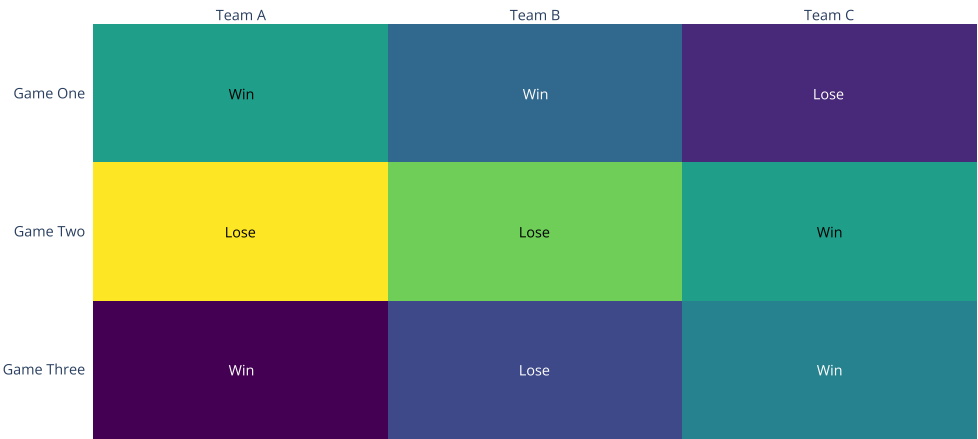 Team A Team B Team C
Game One Win Win Lose
Game Two Lose Lose Win
Game Three Win Lose Win